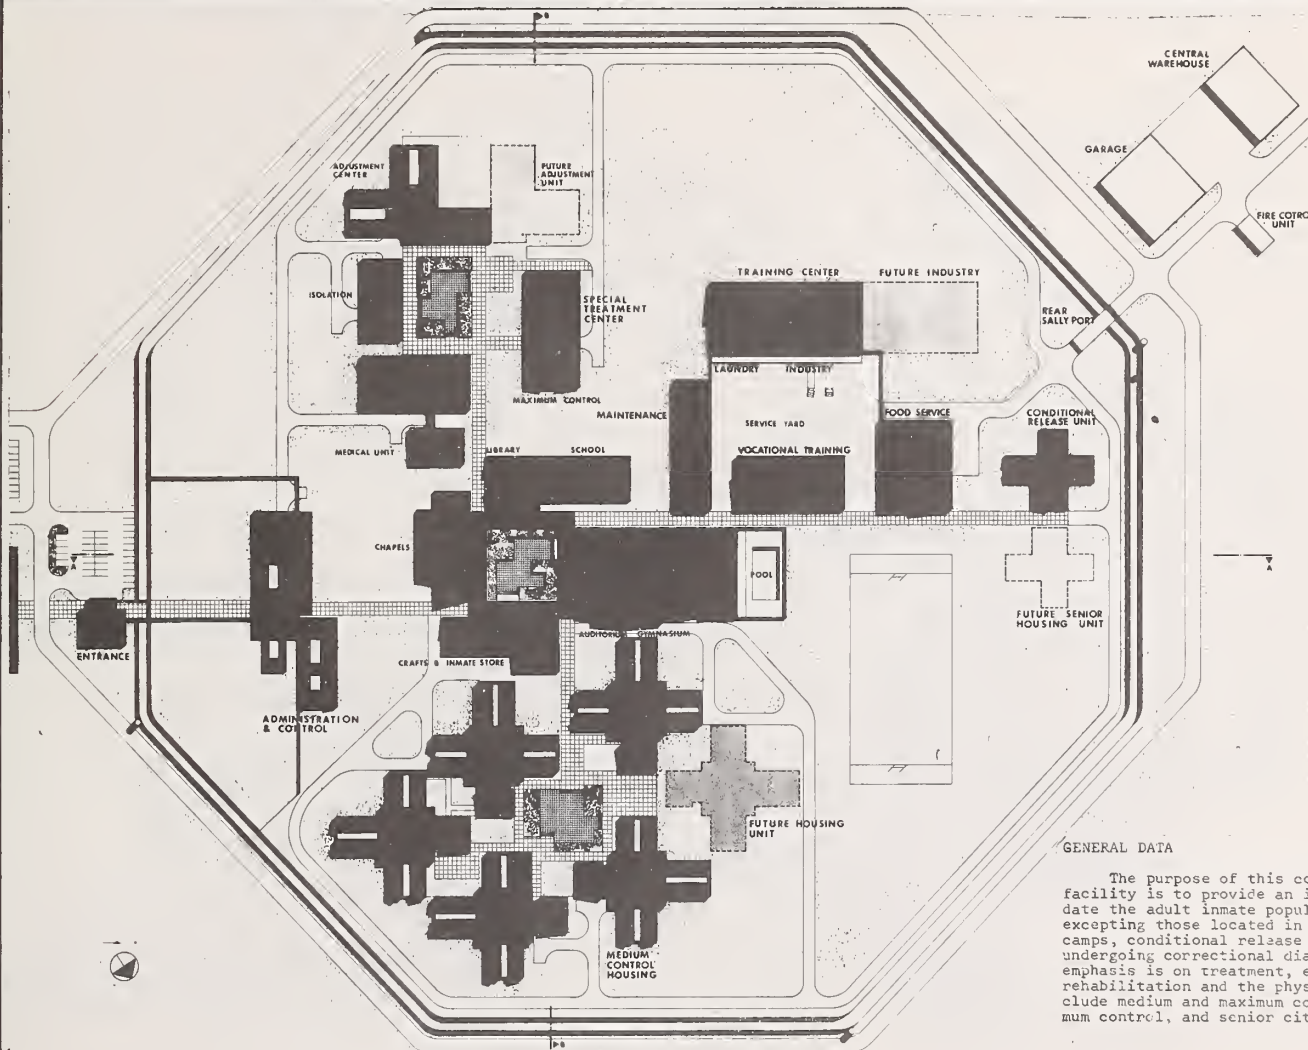 B
CENTRAL
WAREHOUSE
GARAGE
FIRE COTRO
UNIT
ADJUSTMENT
CENTER
FUTURE
ADJUSTMENT
UNIT
ISOLATION
SPECIAL
TREATMENT
CENTER
TRAINING CENTER
FUTURE INDUSTRY
REAR
SALLY PORT
LAUNDRY
INDUSTRY
MAXIMUM CONTROL
MAINTENANCE
SERVICE YARD
FOOD SERVICE
CONDITIONAL
RELEASE UNIT
MEDICAL UNIT
LIBRARY
SCHOOL
VOCATIONAL TRAINING
CHAPELS
A
POOL
A
FUTURE SENIOR
HOUSING UNIT
ENTRANCE
AUDITORIUM GYMNASIUM
CRAFTS & INMATE STORE
ADMINISTRATION
& CONTROL
FUTURE HOUSING
UNIT
MEDIUM
CONTROL
HOUSING
B
GENERAL DATA
The purpose of this co
facility is to provide an i
date the adult inmate popul
excepting those located in
camps, conditional release
undergoing correctional dia
emphasis is on treatment, e
rehabilitation and the phys
clude medium and maximum co
mum control, and senior cit